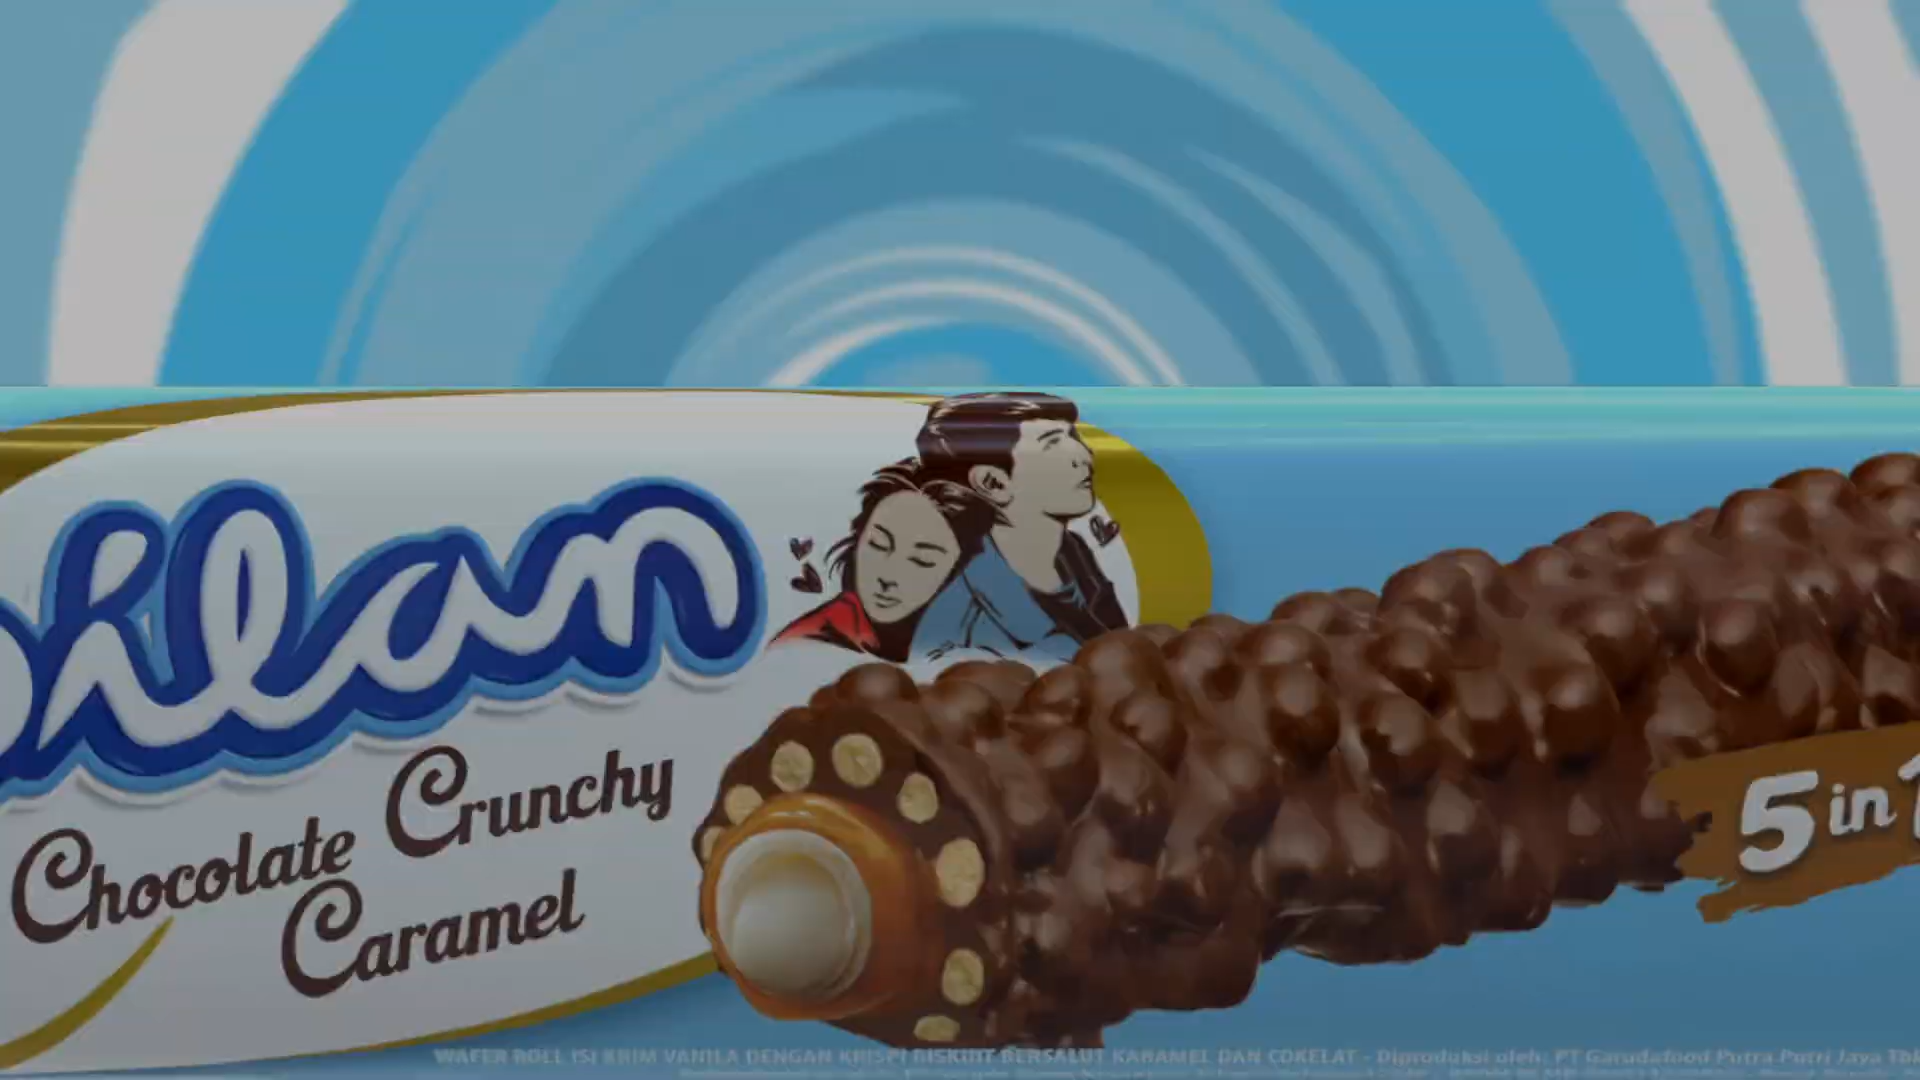 Dilan
Chocolate Crunchy
Caramel
5 in 1
WAFER ROLL ISI KRIM VANILA DENGAN KRISPI BISKUIT BERSALUT KARAMEL DAN COKELAT - Diproduksi oleh: PT Garudafood Putra Putri Jaya Tbk